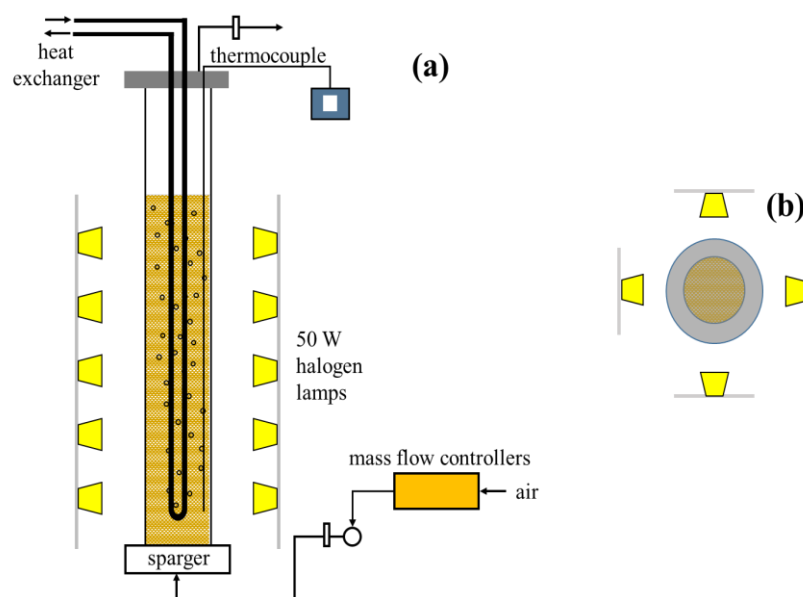 heat
exchanger
thermocouple
(a)
(b)
50 W
halogen
lamps
mass flow controllers
air
sparger